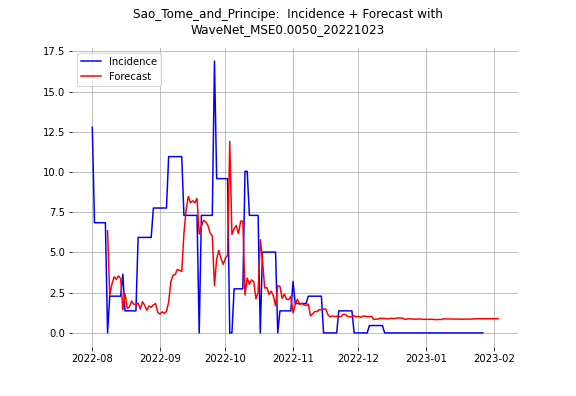 Sao_Tome_and_Principe:  Incidence + Forecast with
WaveNet_MSE0.0050_20221023
17.5
Incidence
Forecast
15.0
12.5
10.0
7.5
5.0
2.5
0.0
2022-08 2022-09 2022-10 2022-11 2022-12 2023-01 2023-02